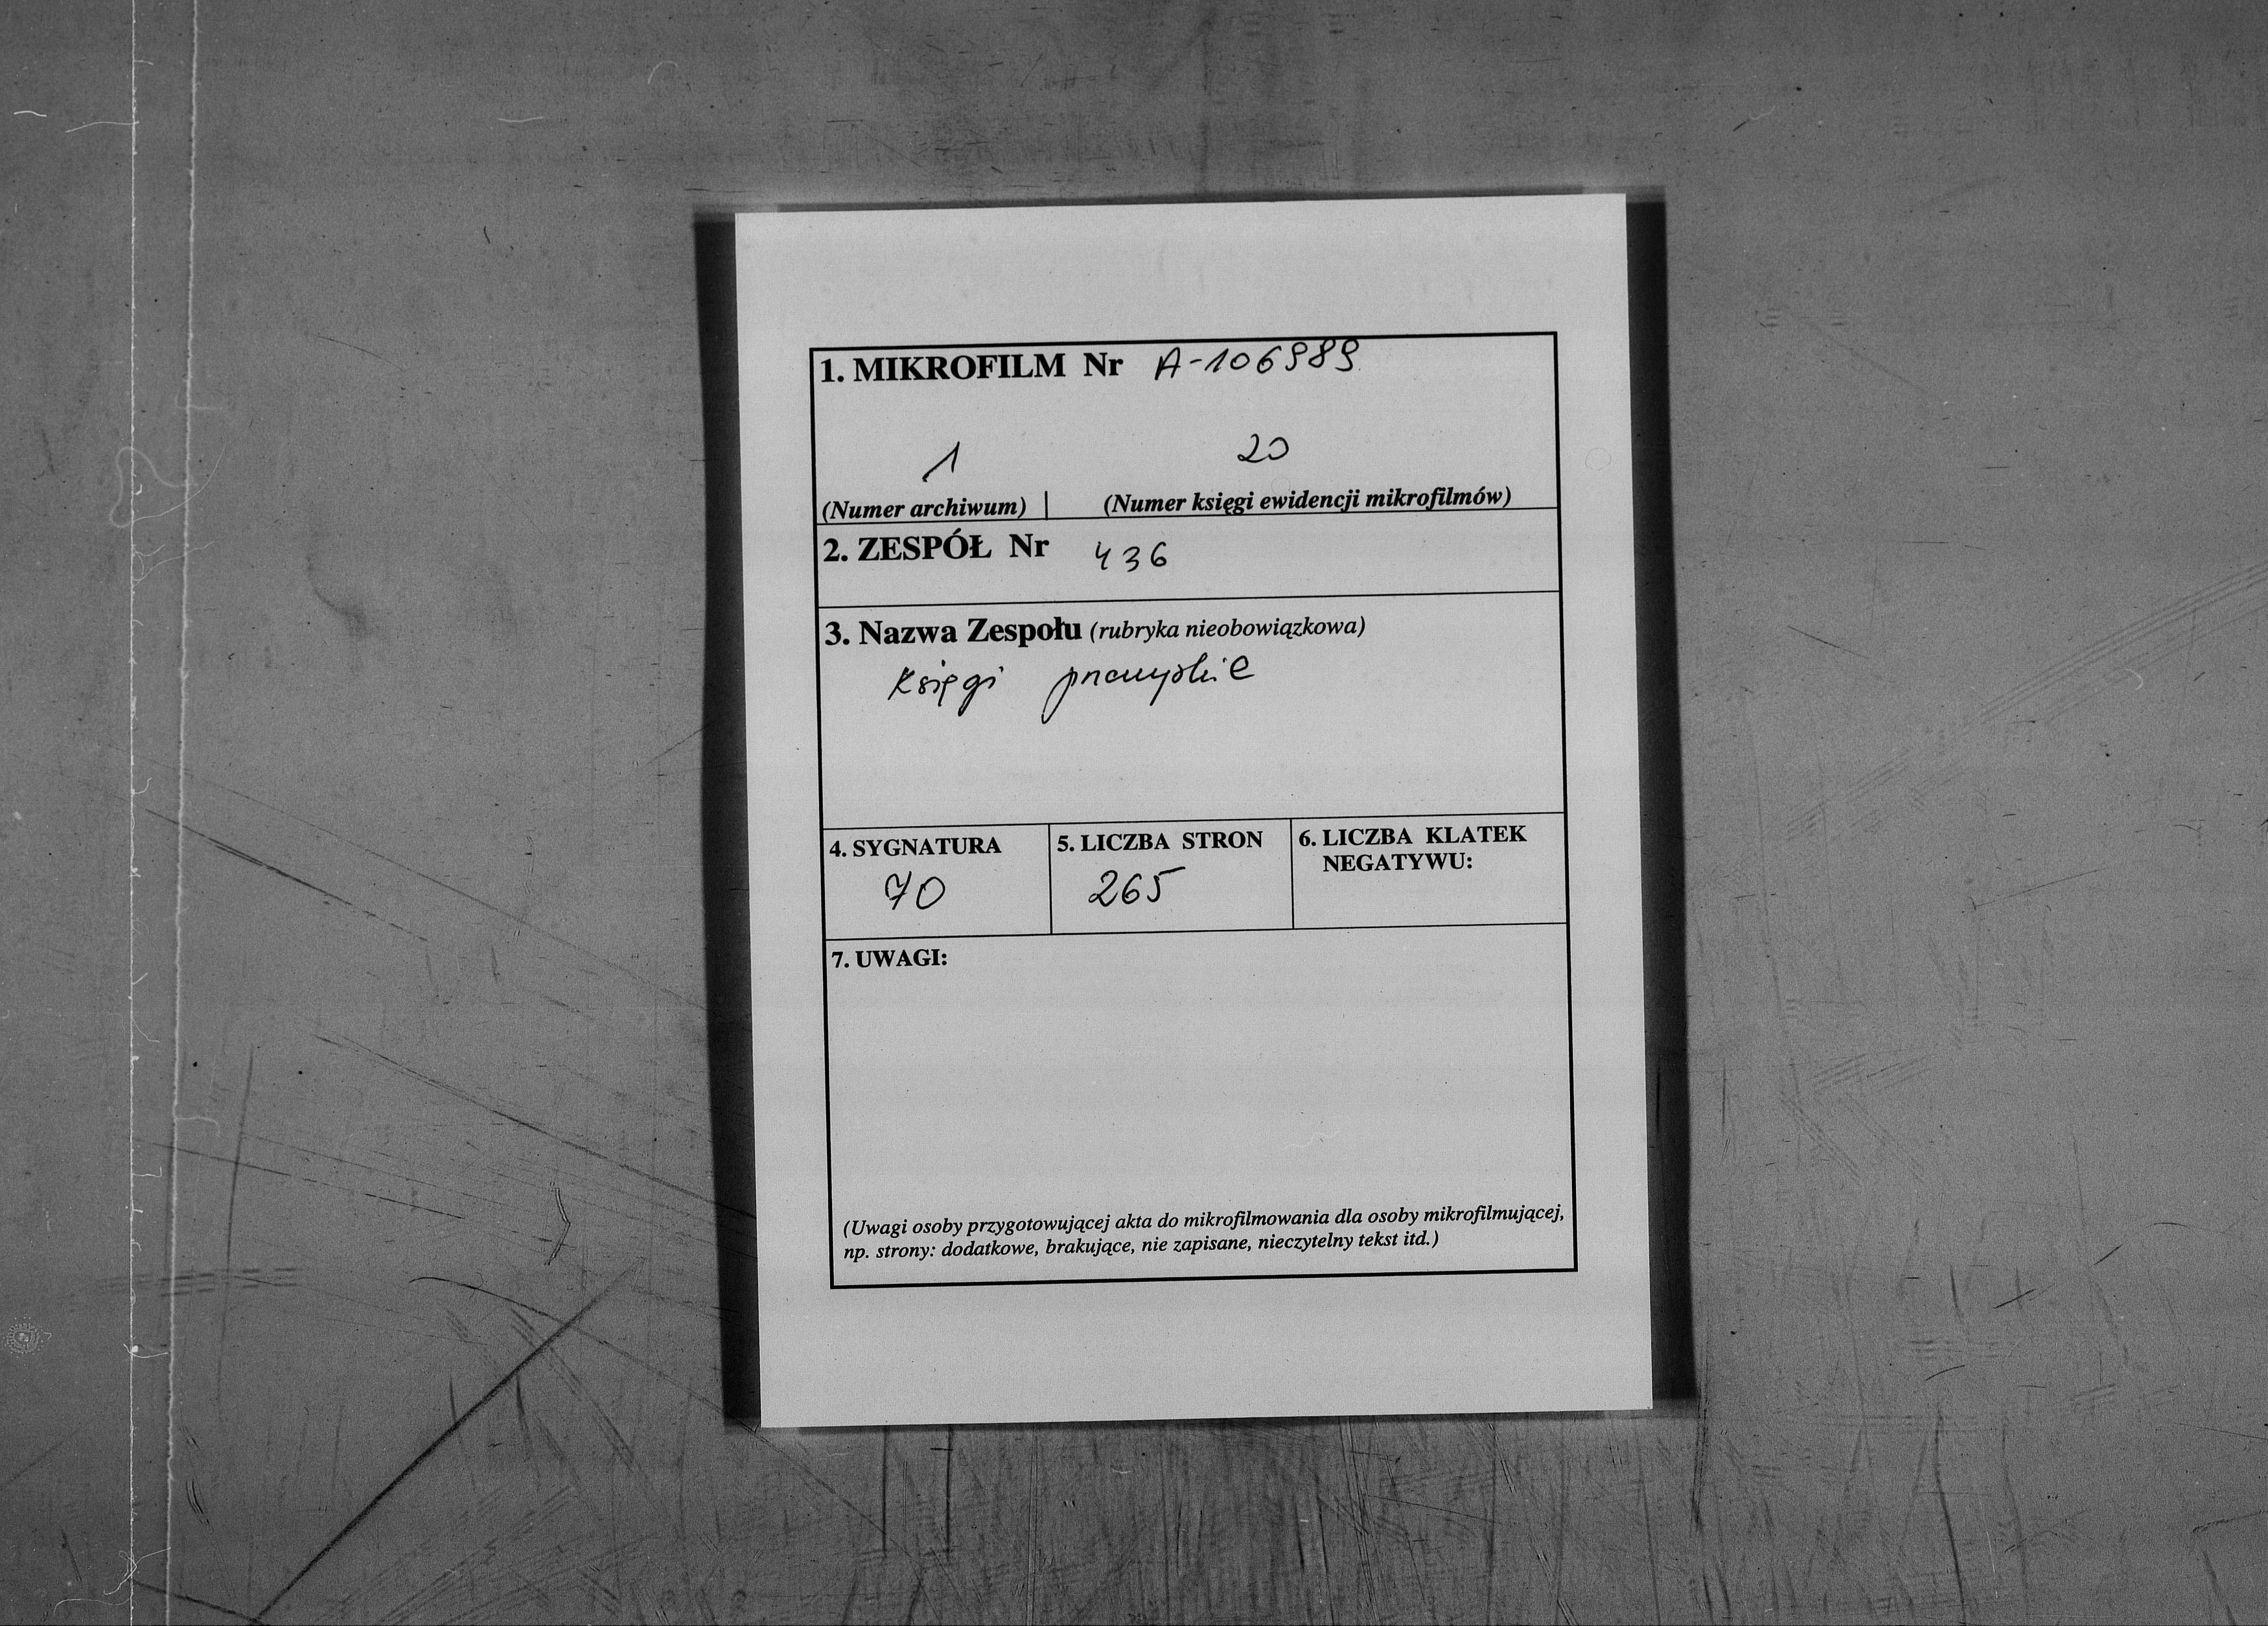 1. MIKROFILM Nr A-106989
1 20
(Numer archiwum) | (Numer księgi ewidencji mikrofilmów)
2. ZESPÓŁ Nr 436
3. Nazwa Zespołu (rubryka nieobowiązkowa)
Księgi przemyskie
4. SYGNATURA
70
5. LICZBA STRON
265
6. LICZBA KLATEK
NEGATYWU:
7. UWAGI:
(Uwagi osoby przygotowującej akta do mikrofilmowania dla osoby mikrofilmującej,
np. strony: dodatkowe, brakujące, nie zapisane, nieczytelny tekst itd.)